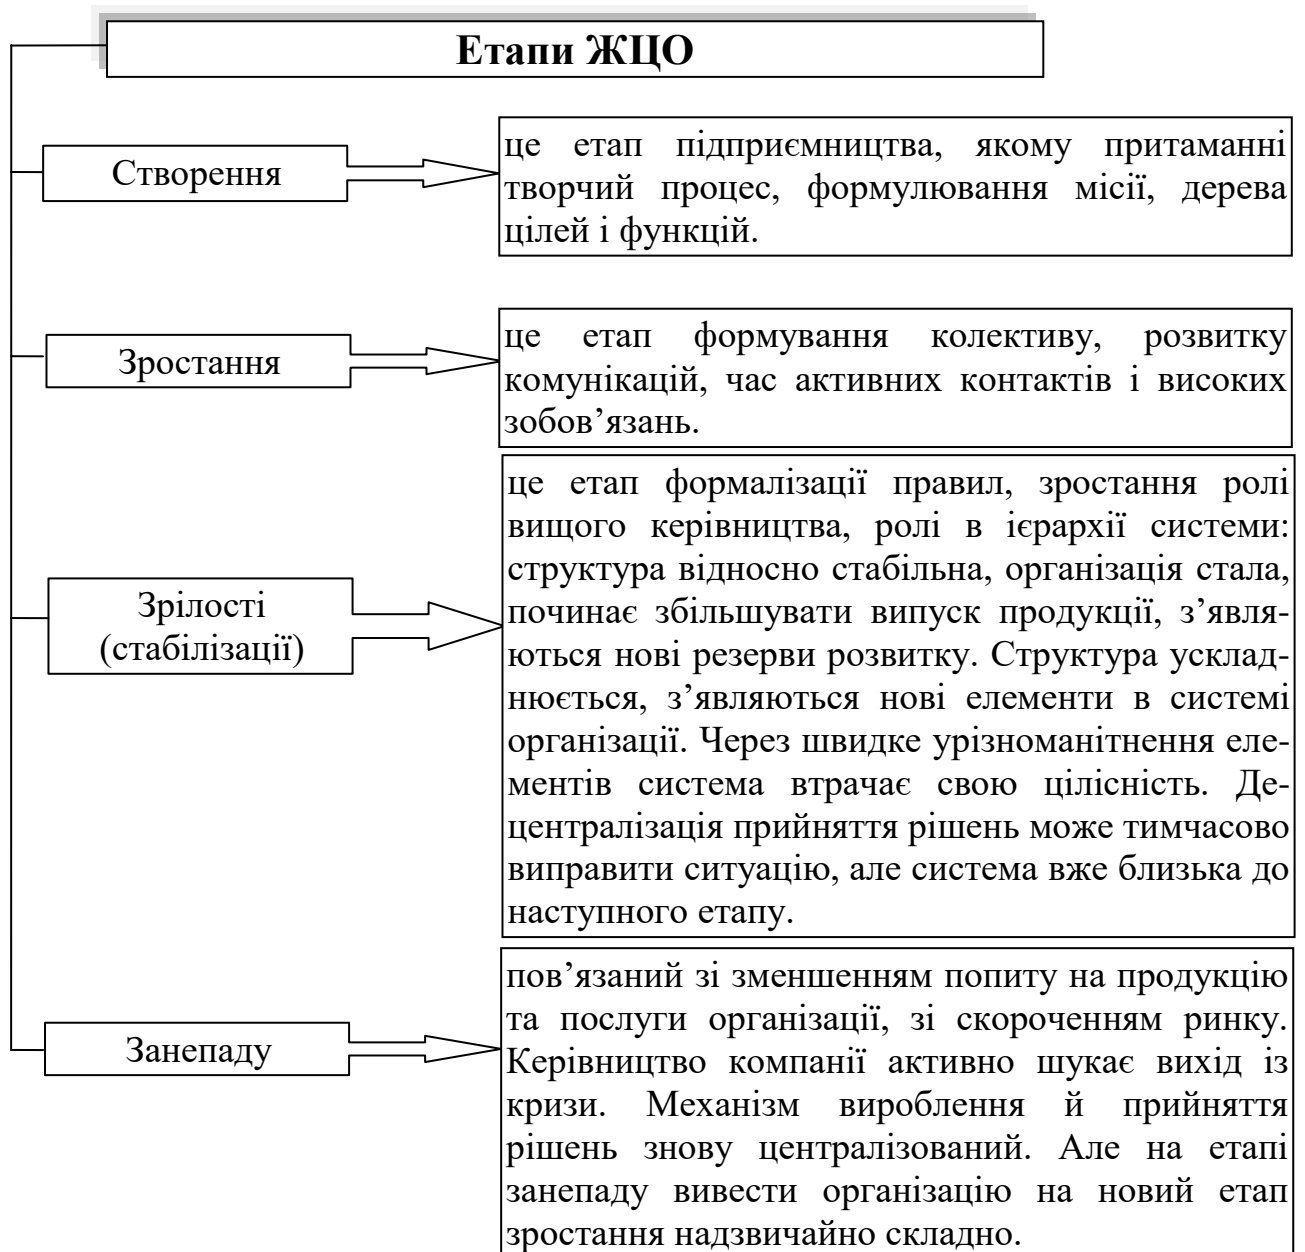 Етапи ЖЦО
Створення
це етап підприємництва, якому притаманні
творчий процес, формулювання місії, дерева
цілей і функцій.
Зростання
це етап формування колективу, розвитку
комунікацій, час активних контактів і високих
зобов’язань.
Зрілості
(стабілізації)
це етап формалізації правил, зростання ролі
вищого керівництва, ролі в ієрархії системи:
структура відносно стабільна, організація стала,
починає збільшувати випуск продукції, з’явля-
ються нові резерви розвитку. Структура усклад-
нюється, з’являються нові елементи в системі
організації. Через швидке урізноманітнення еле-
ментів система втрачає свою цілісність. Де-
централізація прийняття рішень може тимчасово
виправити ситуацію, але система вже близька до
наступного етапу.
Занепаду
пов’язаний зі зменшенням попиту на продукцію
та послуги організації, зі скороченням ринку.
Керівництво компанії активно шукає вихід із
кризи. Механізм вироблення й прийняття
рішень знову централізований. Але на етапі
занепаду вивести організацію на новий етап
зростання надзвичайно складно.